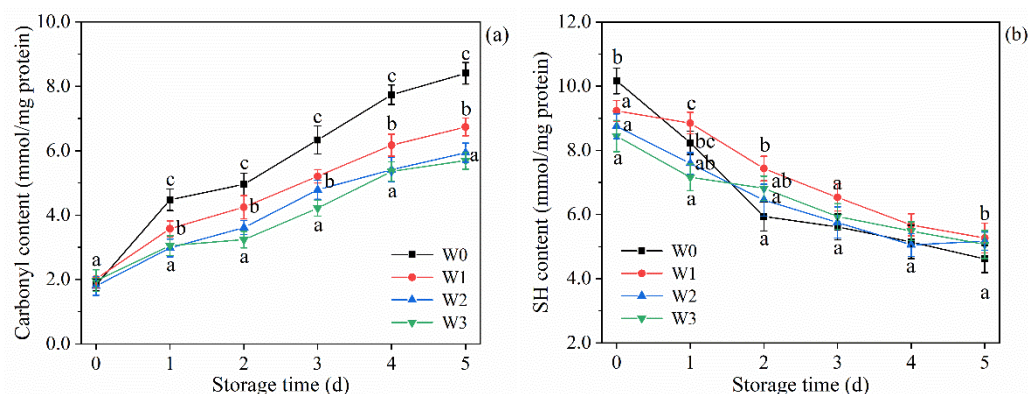 (a)
Carbonyl content (mmol/mg protein)
10.0
8.0
6.0
4.0
2.0
0.0
a
c
b
a
c
b
a
c
b
a
c
b
a
c
b
a
W0
W1
W2
W3
0 1 2 3 4 5
Storage time (d)
(b)
SH content (mmol/mg protein)
12.0
10.0
8.0
6.0
4.0
2.0
b
a
a
a
c
bc
ab
a
b
ab
a
a
a
a
a
b
a
W0
W1
W2
W3
0 1 2 3 4 5
Storage time (d)